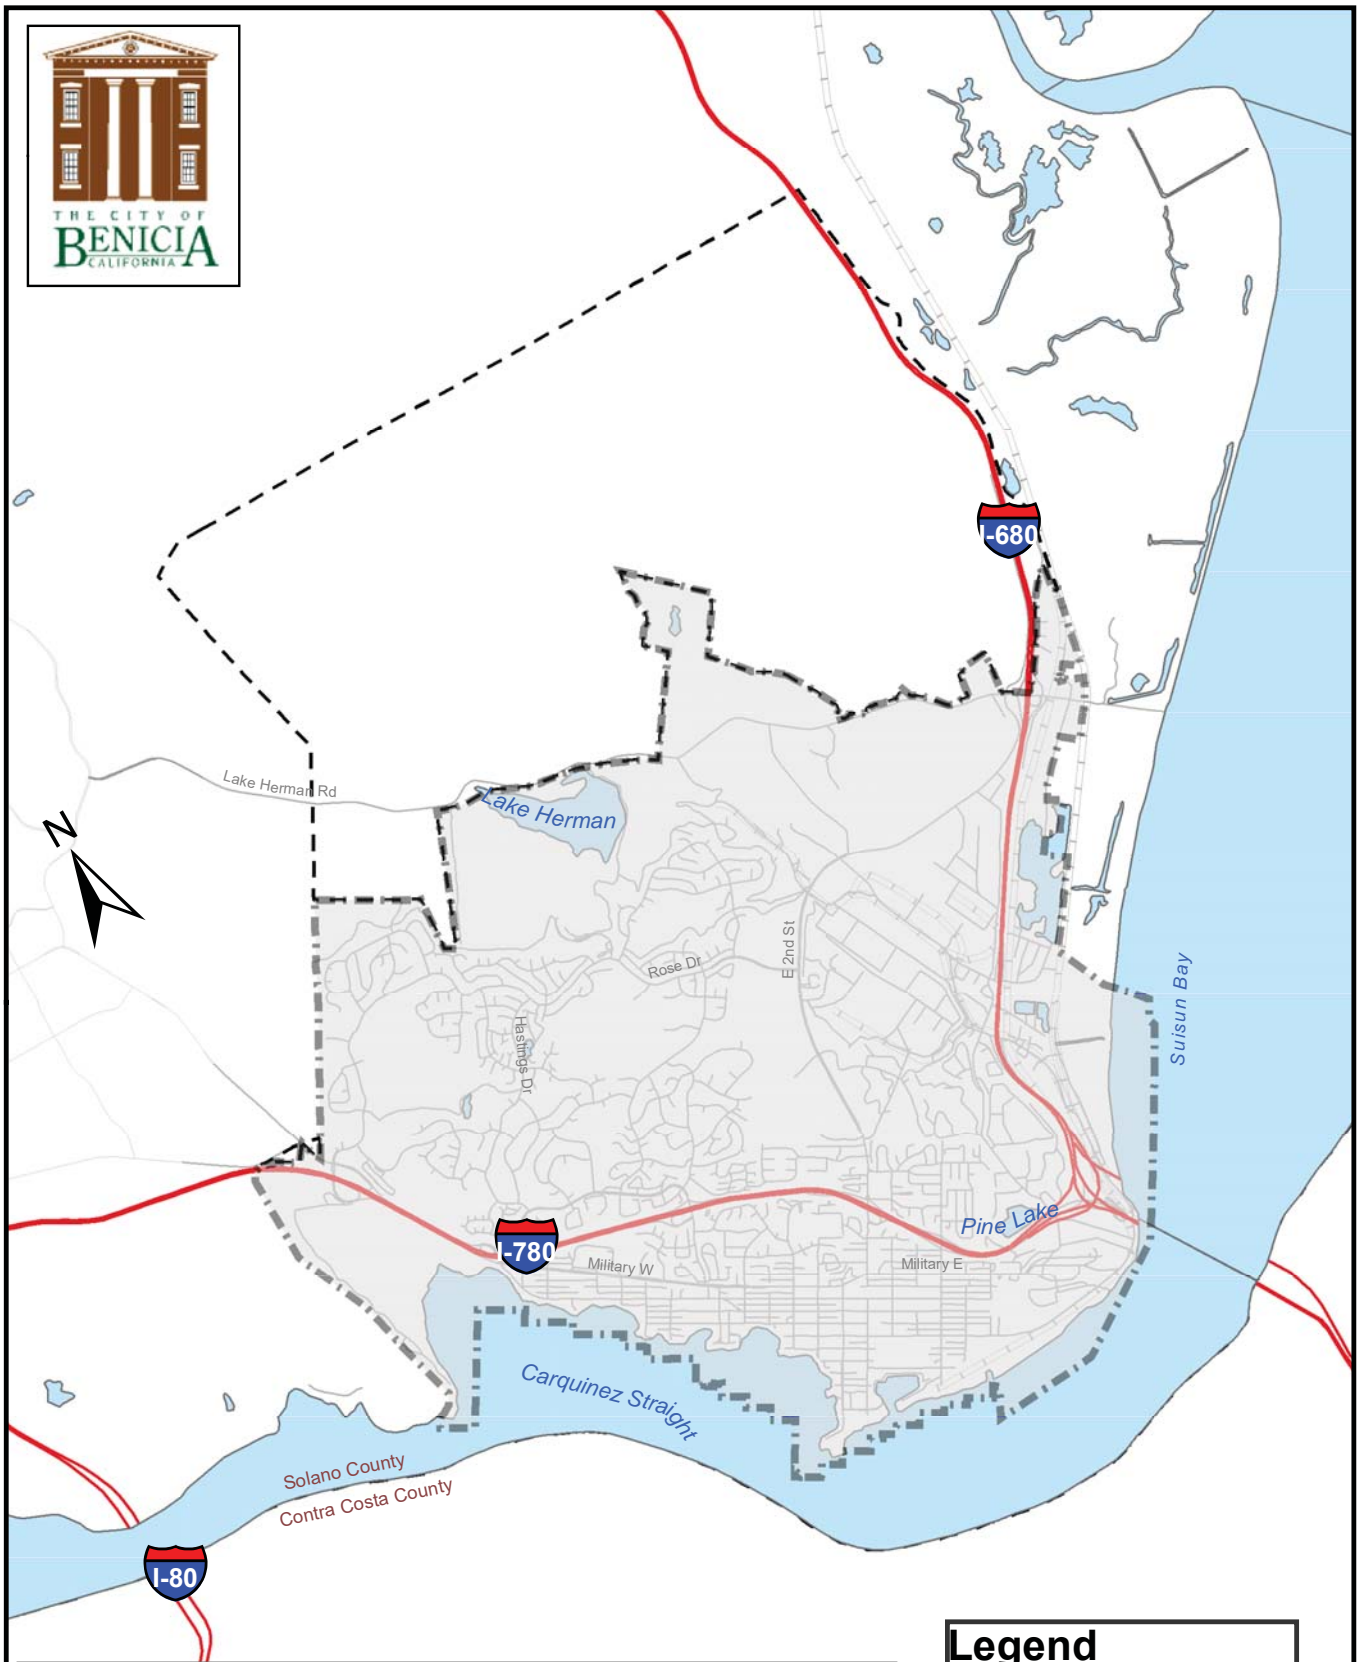 THE CITY OF
BENICIA
CALIFORNIA
I-680
Lake Herman Rd
Lake Herman
N
Rose Dr
E 2nd St
Hastings Dr
Suisun Bay
Pine Lake
I-780
Military W
Military E
Carquinez Straight
Solano County
Contra Costa County
I-80
Legend